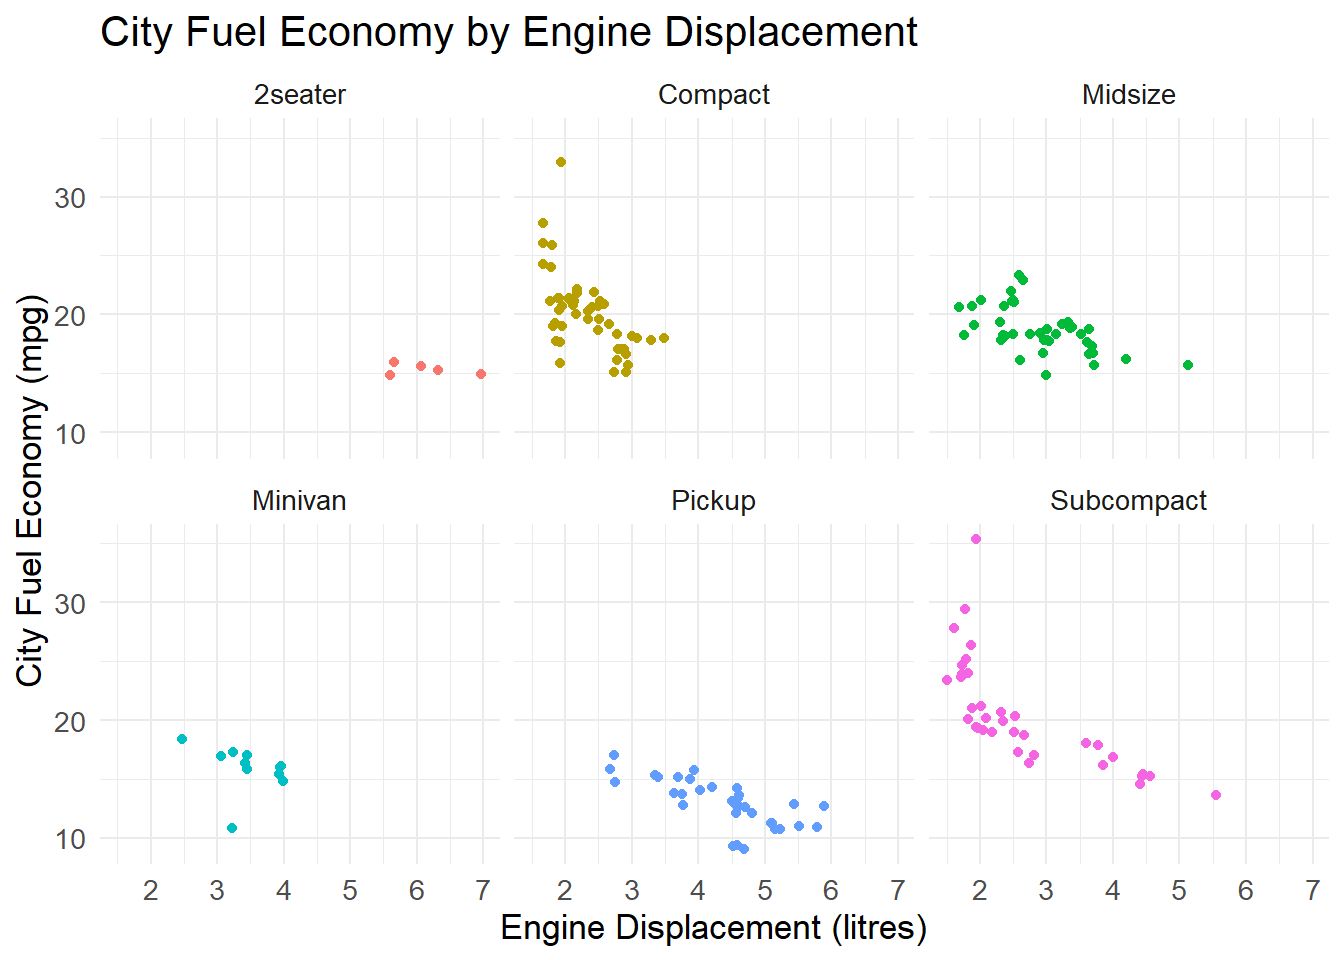 City Fuel Economy by Engine Displacement
2seater
Compact
Midsize
30
20
10
Minivan
Pickup
Subcompact
30
20
10
2 3 4 5 6 7
2 3 4 5 6 7
2 3 4 5 6 7
Engine Displacement (litres)
City Fuel Economy (mpg)